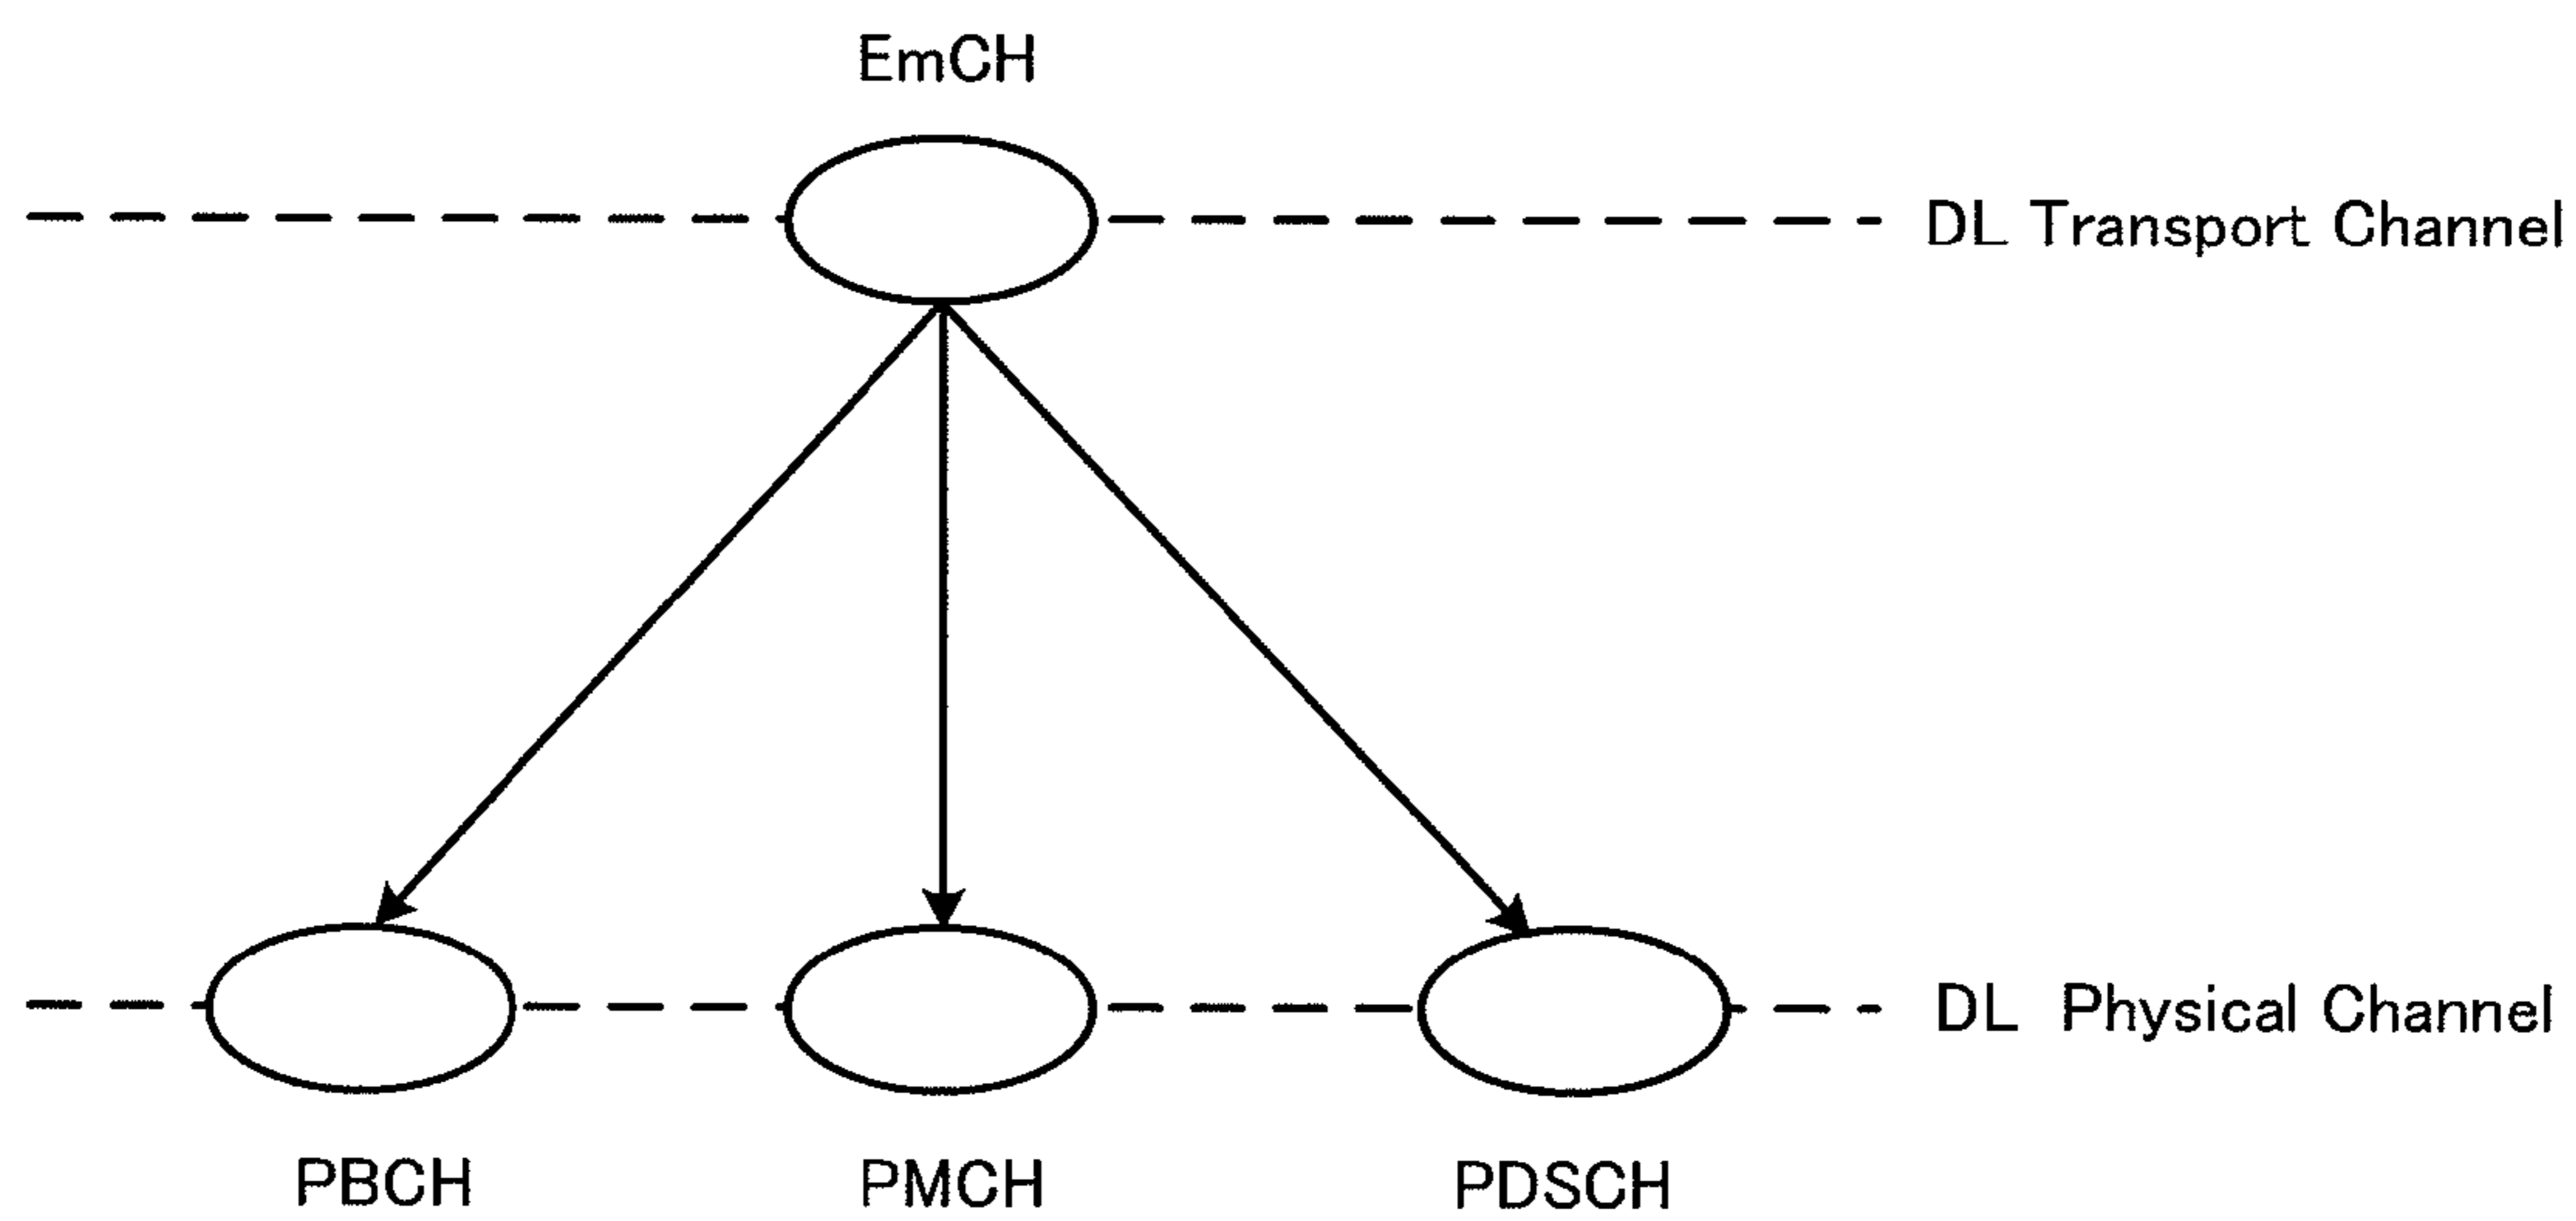 EmCH
DL Transport Channel
DL Physical Channel
PBCH
PMCH
PDSCH